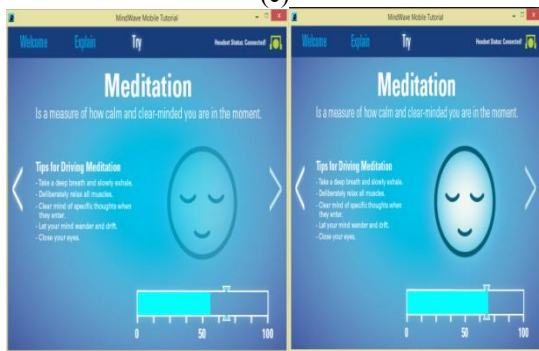 MindWave Mobile Tutorial
Welcome Explain Try Headset Status: Connected!
Meditation
Is a measure of how calm and clear-minded you are in the moment.
Tips for Driving Meditation
- Take a deep breath and slowly exhale.
- Deliberately relax all muscles.
- Clear mind of specific thoughts when
they enter.
- Let your mind wander and drift.
- Close your eyes.
0 50 100
MindWave Mobile Tutorial
Welcome Explain Try Headset Status: Connected!
Meditation
Is a measure of how calm and clear-minded you are in the moment.
Tips for Driving Meditation
- Take a deep breath and slowly exhale.
- Deliberately relax all muscles.
- Clear mind of specific thoughts when
they enter.
- Let your mind wander and drift.
- Close your eyes.
0 50 100